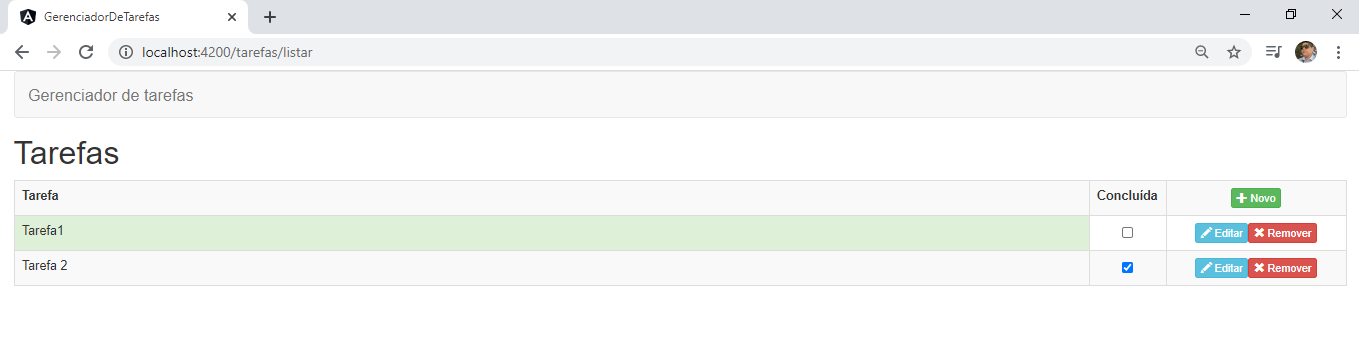 GerenciadorDeTarefas
localhost:4200/tarefas/listar
Gerenciador de tarefas
Tarefas
Tarefa Concluída Novo
Tarefa1 Editar Remover
Tarefa 2 Editar Remover